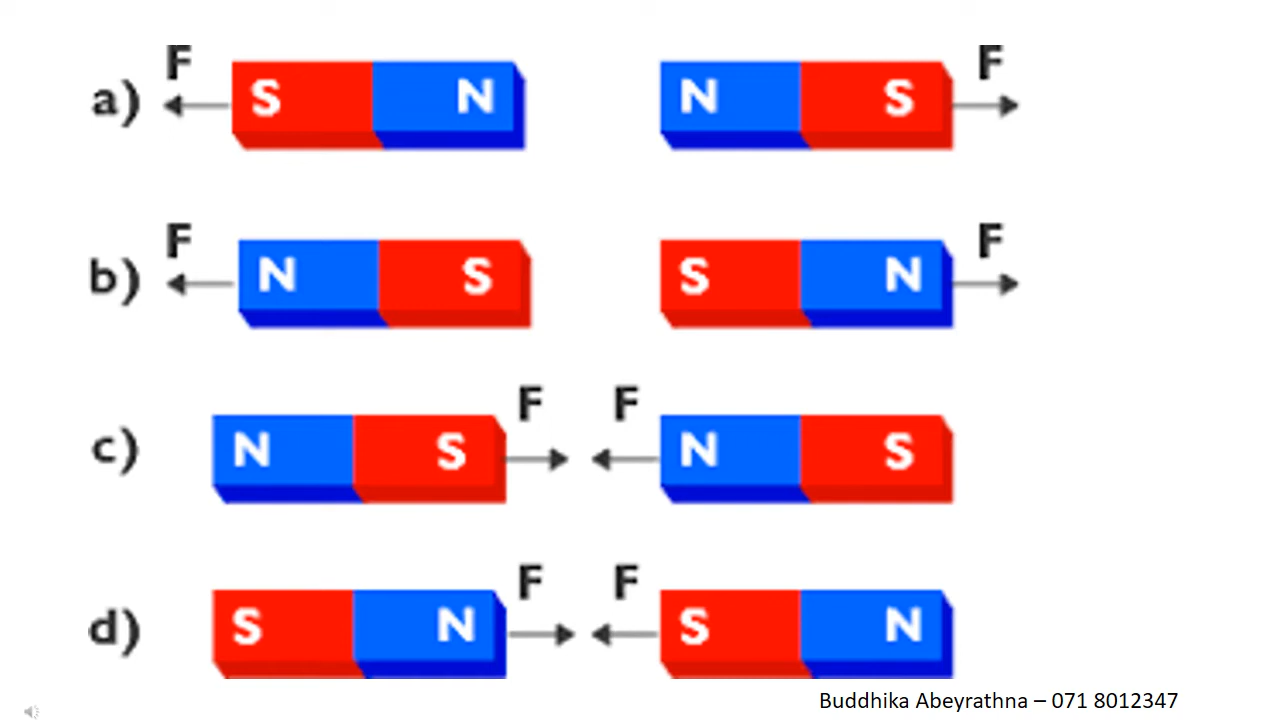 F F
a) S N N S
F F
b) N S S N
F F
c) N S N S
F F
d) S N S N
Buddhika Abeyrathna – 071 8012347